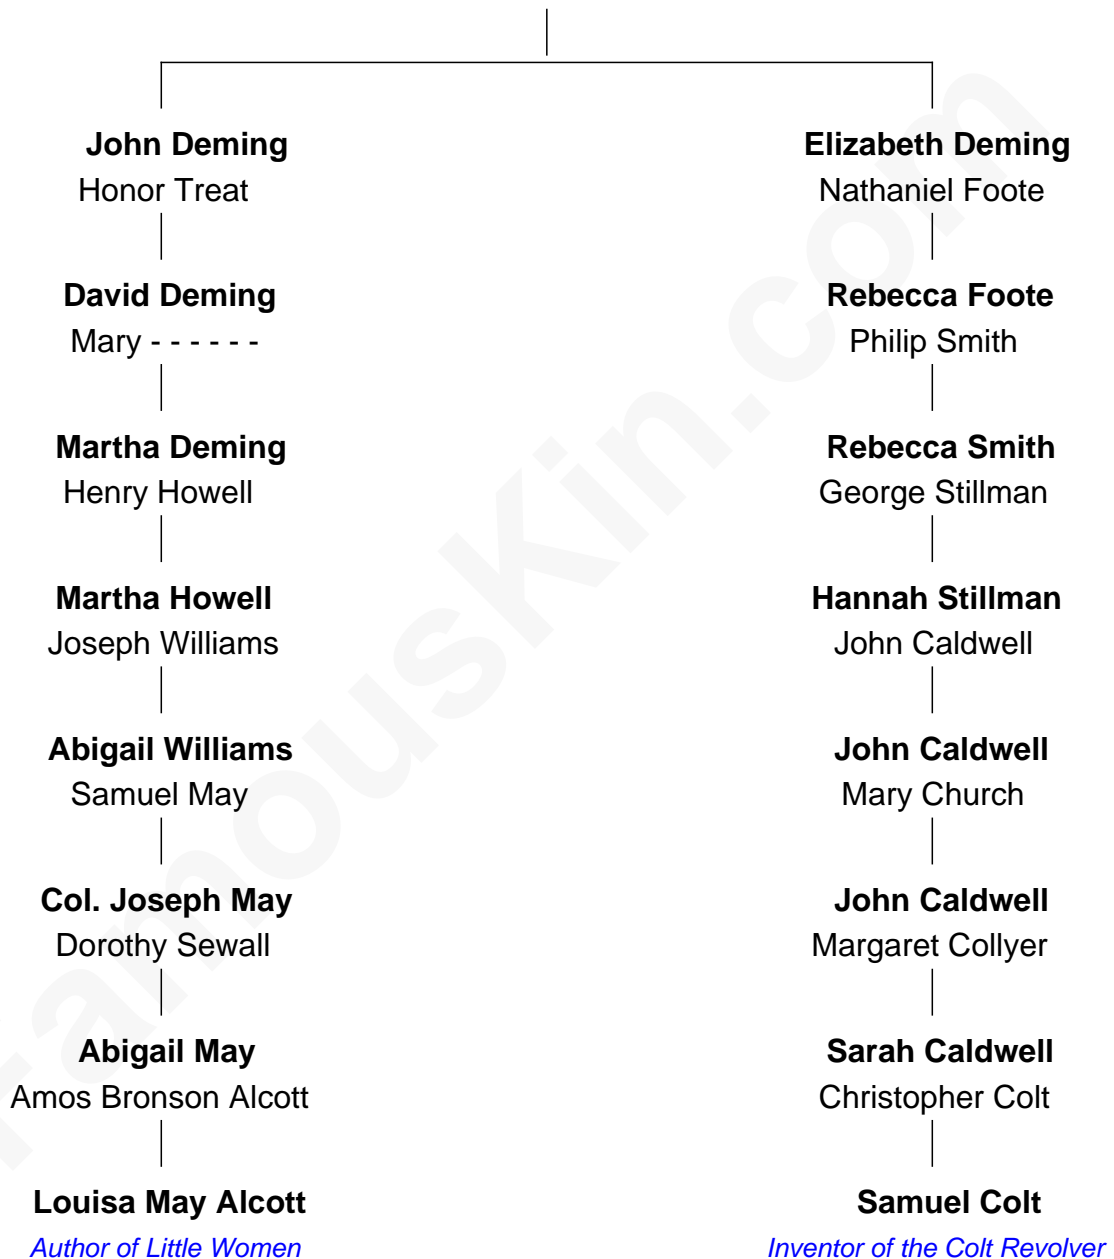 John Deming
Honor Treat
David Deming
Mary - - - - - -
Martha Deming
Henry Howell
Martha Howell
Joseph Williams
Abigail Williams
Samuel May
Col. Joseph May
Dorothy Sewall
Abigail May
Amos Bronson Alcott
Louisa May Alcott
Author of Little Women
Elizabeth Deming
Nathaniel Foote
Rebecca Foote
Philip Smith
Rebecca Smith
George Stillman
Hannah Stillman
John Caldwell
John Caldwell
Mary Church
John Caldwell
Margaret Collyer
Sarah Caldwell
Christopher Colt
Samuel Colt
Inventor of the Colt Revolver
FamousKin.com